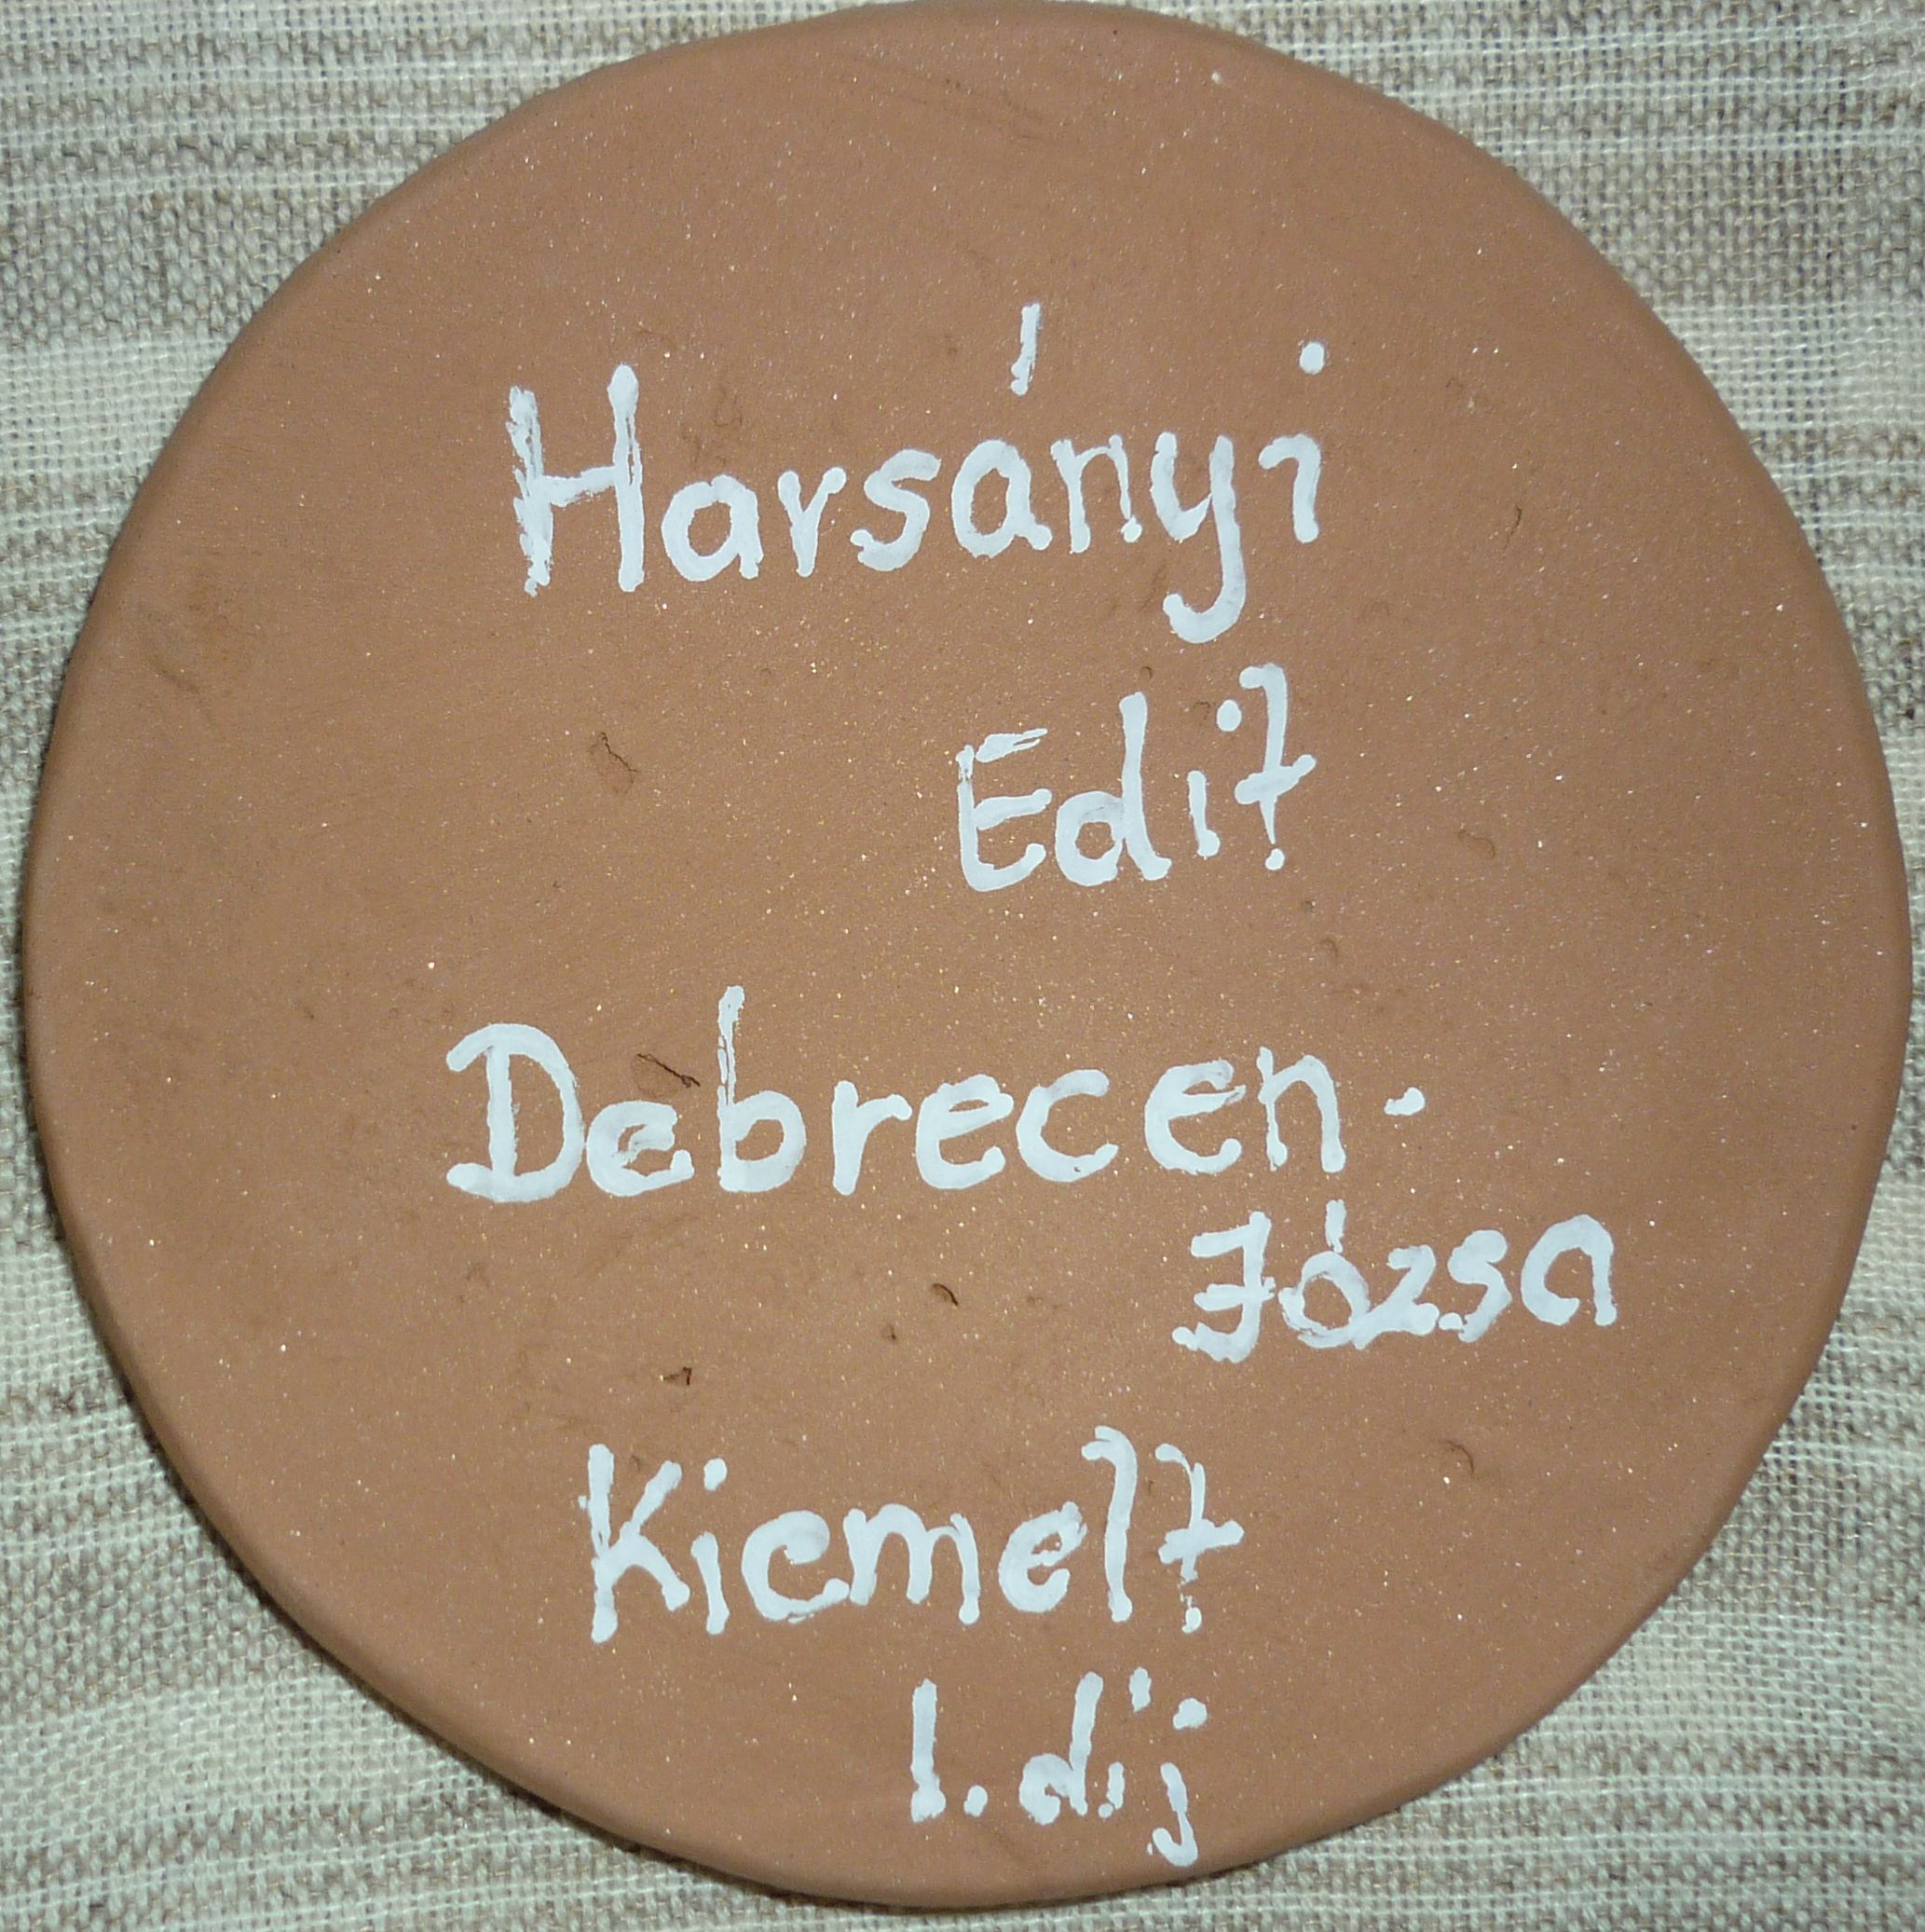 Harsányi
Edit
Debrecen.
Józsa
Kiemelt
I. díj